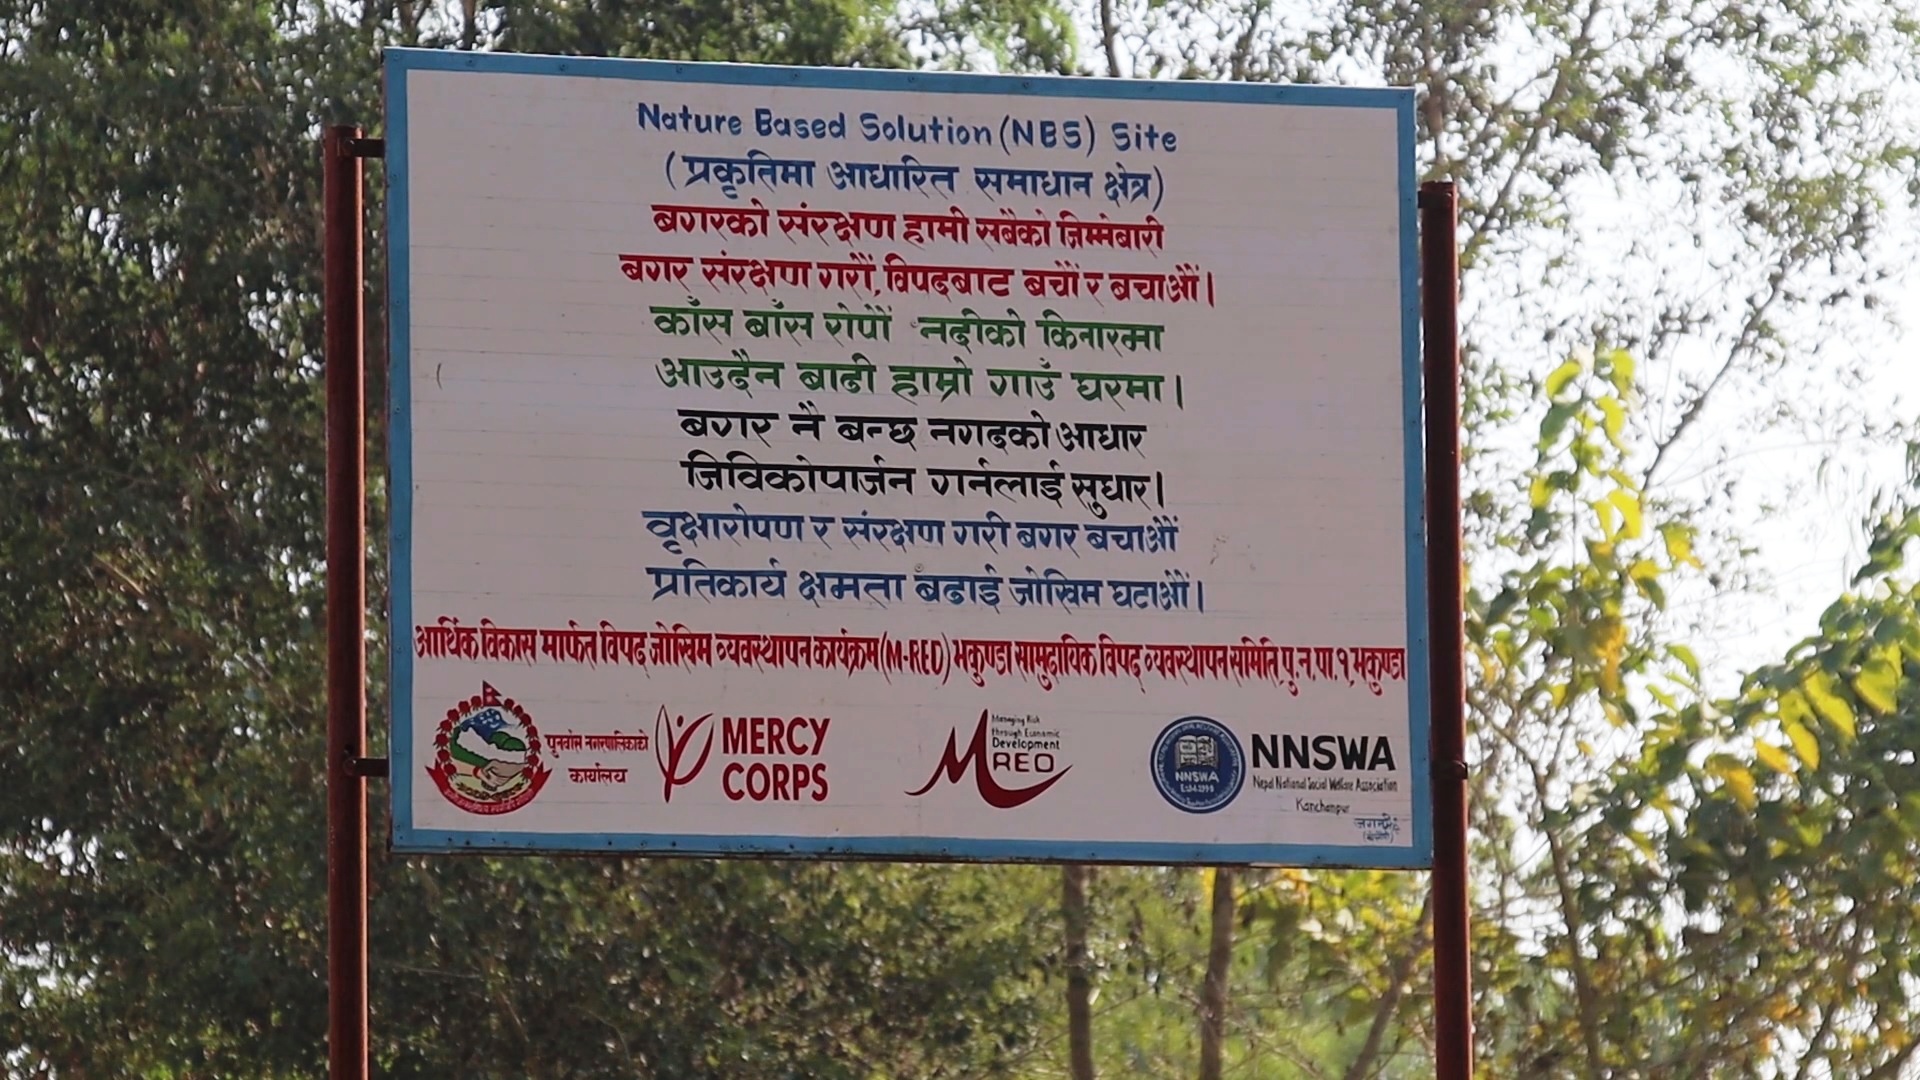 Nature Based Solution (NBS) Site
(प्रकृतिमा आधारित समाधान क्षेत्र)
बगरको संरक्षण हामी सबैको जिम्मेबारी
बगर संरक्षण गरौं, विपदबाट बचौं र बचाऔं।
काँस बाँस रोपौं नदीको किनारमा
आउदैन बाढी हाम्रो गाउँ घरमा।
बगर नै बन्छ नगदको आधार
जिविकोपार्जन गर्नलाई सुधार।
वृक्षारोपण र संरक्षण गरी बगर बचाऔं
प्रतिकार्य क्षमता बढाई जोखिम घटाऔं।
आर्थिक विकास मार्फत विपद् जोखिम व्यवस्थापन कार्यक्रम (M-RED) भकुण्डा सामुदायिक विपद् व्यवस्थापन समिति, पु.न.पा.१, भकुण्डा
पुनर्वास नगरपालिकाको
कार्यालय
MERCY
CORPS
Managing Risk
through Economic
Development
M RED
NNSWA
Estd.1990
NNSWA
Nepal National Social Welfare Association
Kanchanpur